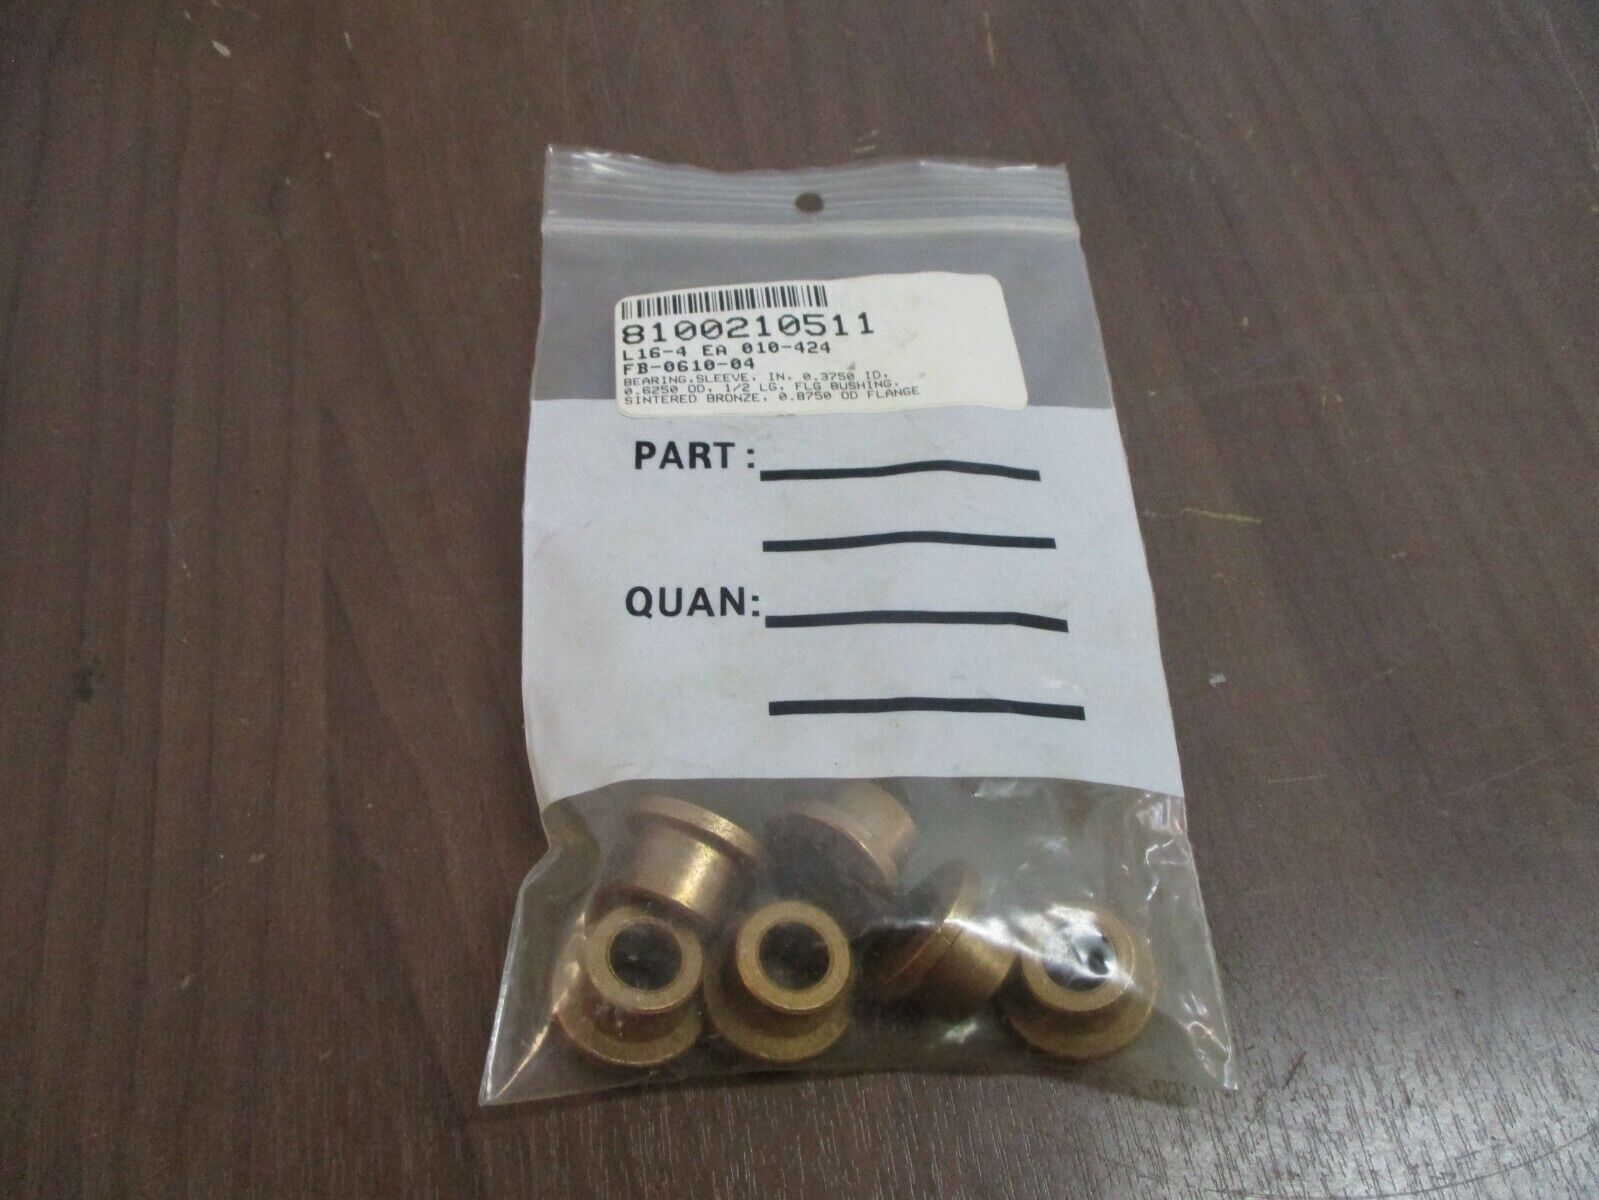 8100210511
L16-4 EA 010-424
FB-0610-04
BEARING,SLEEVE, IN, 0.3750 ID,
0.6250 OD, 1/2 LG, FLG BUSHING,
SINTERED BRONZE, 0.8750 OD FLANGE
PART:
QUAN: